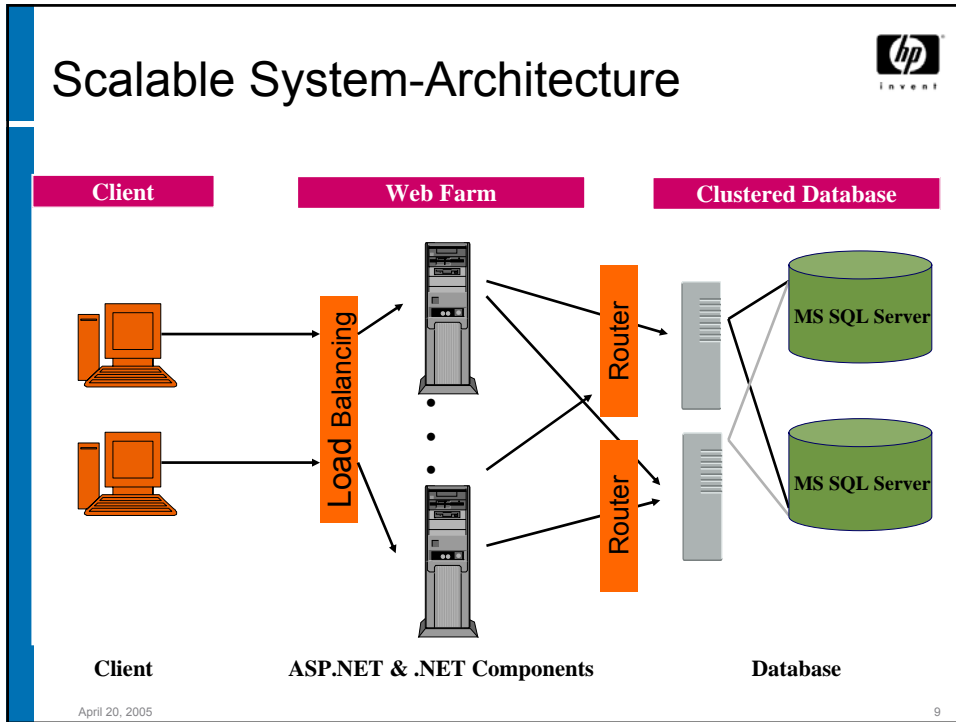 Scalable System-Architecture
hp
invent
Client
Web Farm
Clustered Database
Load Balancing
Router
Router
MS SQL Server
MS SQL Server
Client
ASP.NET & .NET Components
Database
April 20, 2005
9